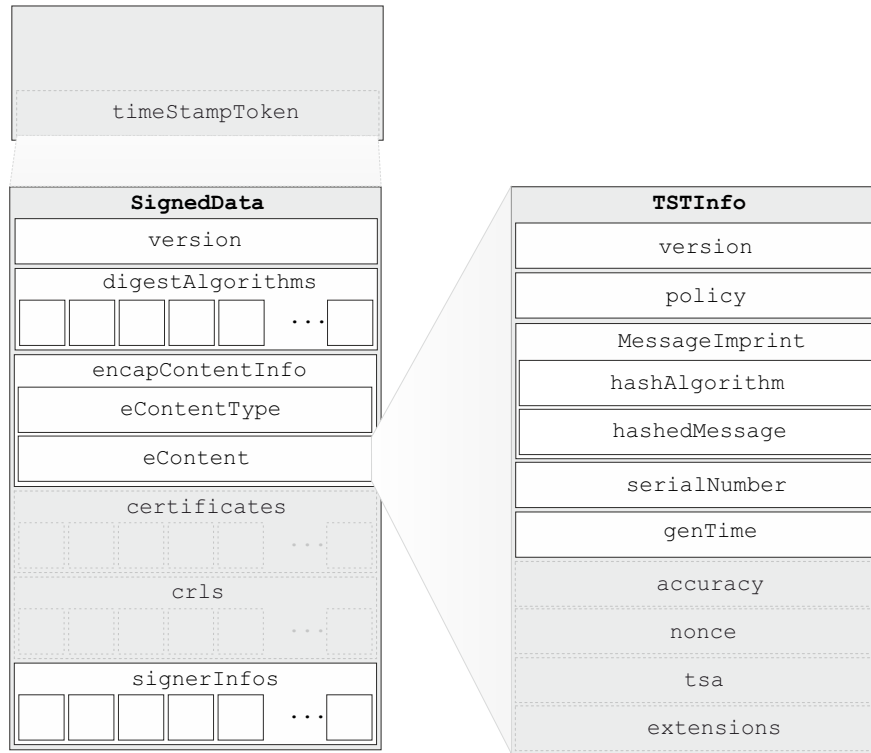 timeStampToken
SignedData
version
digestAlgorithms
...
encapContentInfo
eContentType
eContent
certificates
...
crls
...
signerInfos
...
TSTInfo
version
policy
MessageImprint
hashAlgorithm
hashedMessage
serialNumber
genTime
accuracy
nonce
tsa
extensions